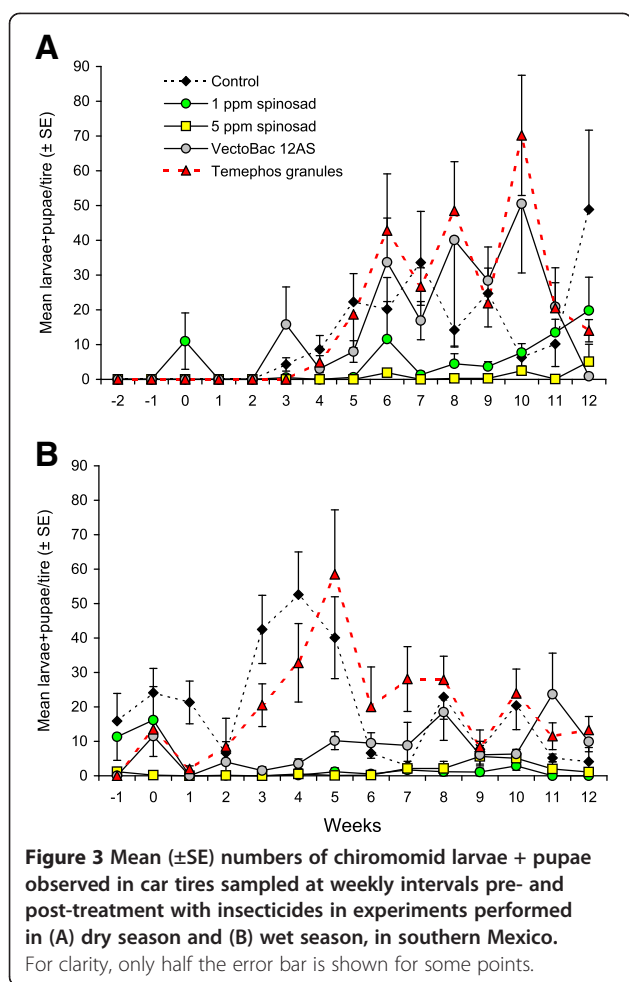 A
Mean larvae+pupae/tire (± SE)
90
80
70
60
50
40
30
20
10
0
Control
1 ppm spinosad
5 ppm spinosad
VectoBac 12AS
Temephos granules
-2 -1 0 1 2 3 4 5 6 7 8 9 10 11 12
B
Mean larvae+pupae/tire (± SE)
90
80
70
60
50
40
30
20
10
0
-1 0 1 2 3 4 5 6 7 8 9 10 11 12
Weeks
Figure 3 Mean (±SE) numbers of chiromomid larvae + pupae
observed in car tires sampled at weekly intervals pre- and
post-treatment with insecticides in experiments performed
in (A) dry season and (B) wet season, in southern Mexico.
For clarity, only half the error bar is shown for some points.